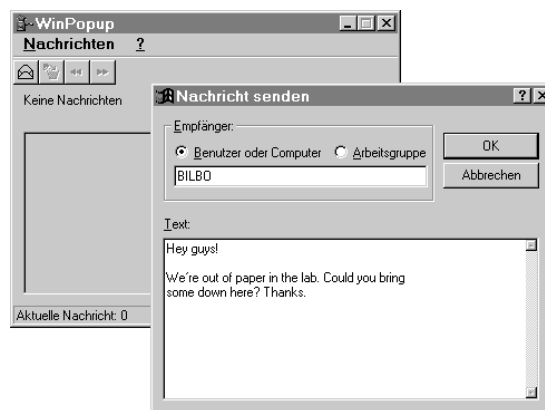 WinPopup
Nachrichten ?
Keine Nachrichten
Aktuelle Nachricht: 0
Nachricht senden
Empfänger:
Benutzer oder Computer Arbeitsgruppe
BILBO
OK
Abbrechen
Text:
Hey guys!
We´re out of paper in the lab. Could you bring
some down here? Thanks.